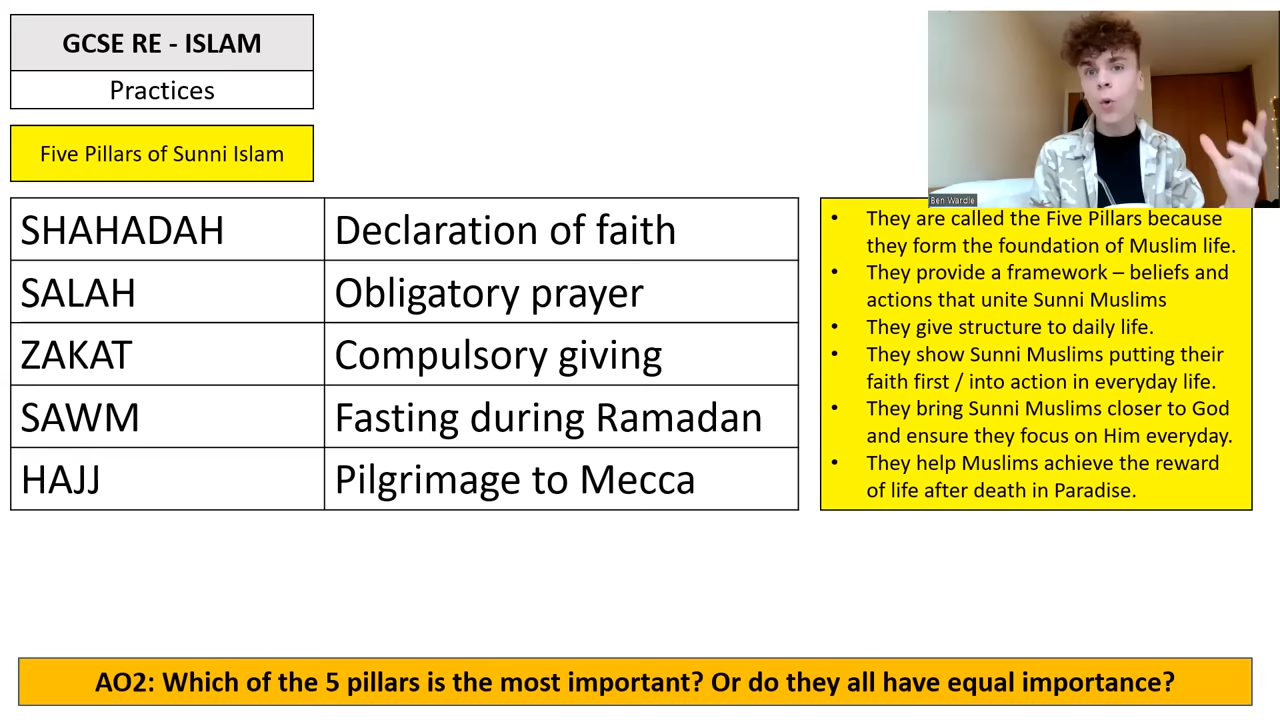 GCSE RE - ISLAM
Practices
Five Pillars of Sunni Islam
SHAHADAH Declaration of faith
SALAH Obligatory prayer
ZAKAT Compulsory giving
SAWM Fasting during Ramadan
HAJJ Pilgrimage to Mecca
Ben Wardle
• They are called the Five Pillars because
they form the foundation of Muslim life.
• They provide a framework – beliefs and
actions that unite Sunni Muslims
• They give structure to daily life.
• They show Sunni Muslims putting their
faith first / into action in everyday life.
• They bring Sunni Muslims closer to God
and ensure they focus on Him everyday.
• They help Muslims achieve the reward
of life after death in Paradise.
AO2: Which of the 5 pillars is the most important? Or do they all have equal importance?